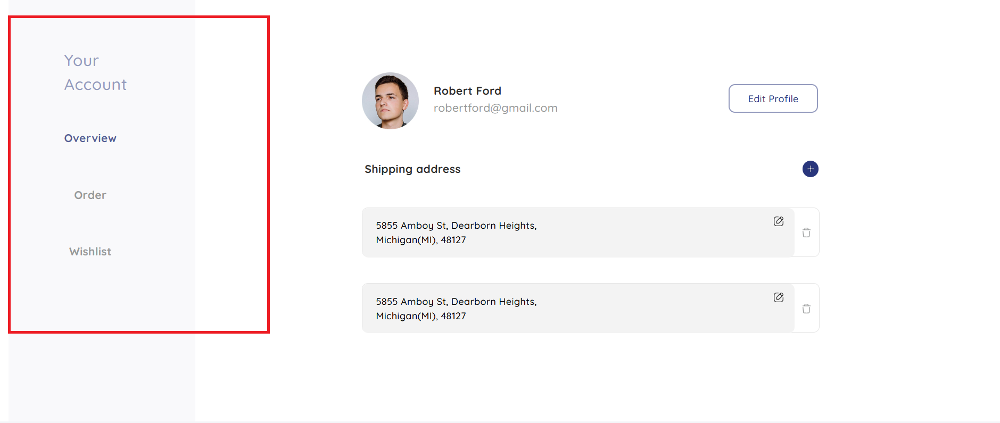 Your
Account
Overview
Order
Wishlist
Robert Ford
robertford@gmail.com
Edit Profile
Shipping address
5855 Amboy St, Dearborn Heights,
Michigan(MI), 48127
5855 Amboy St, Dearborn Heights,
Michigan(MI), 48127